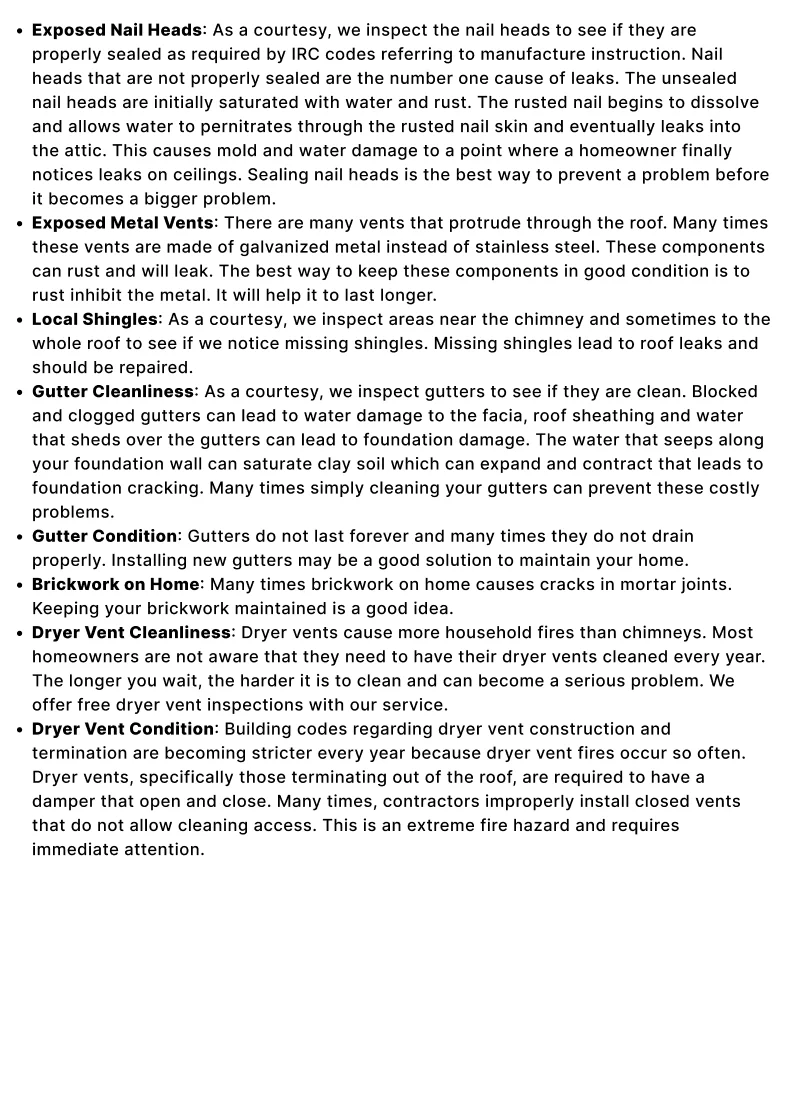 • Exposed Nail Heads: As a courtesy, we inspect the nail heads to see if they are
properly sealed as required by IRC codes referring to manufacture instruction. Nail
heads that are not properly sealed are the number one cause of leaks. The unsealed
nail heads are initially saturated with water and rust. The rusted nail begins to dissolve
and allows water to pernitrates through the rusted nail skin and eventually leaks into
the attic. This causes mold and water damage to a point where a homeowner finally
notices leaks on ceilings. Sealing nail heads is the best way to prevent a problem before
it becomes a bigger problem.
• Exposed Metal Vents: There are many vents that protrude through the roof. Many times
these vents are made of galvanized metal instead of stainless steel. These components
can rust and will leak. The best way to keep these components in good condition is to
rust inhibit the metal. It will help it to last longer.
• Local Shingles: As a courtesy, we inspect areas near the chimney and sometimes to the
whole roof to see if we notice missing shingles. Missing shingles lead to roof leaks and
should be repaired.
• Gutter Cleanliness: As a courtesy, we inspect gutters to see if they are clean. Blocked
and clogged gutters can lead to water damage to the facia, roof sheathing and water
that sheds over the gutters can lead to foundation damage. The water that seeps along
your foundation wall can saturate clay soil which can expand and contract that leads to
foundation cracking. Many times simply cleaning your gutters can prevent these costly
problems.
• Gutter Condition: Gutters do not last forever and many times they do not drain
properly. Installing new gutters may be a good solution to maintain your home.
• Brickwork on Home: Many times brickwork on home causes cracks in mortar joints.
Keeping your brickwork maintained is a good idea.
• Dryer Vent Cleanliness: Dryer vents cause more household fires than chimneys. Most
homeowners are not aware that they need to have their dryer vents cleaned every year.
The longer you wait, the harder it is to clean and can become a serious problem. We
offer free dryer vent inspections with our service.
• Dryer Vent Condition: Building codes regarding dryer vent construction and
termination are becoming stricter every year because dryer vent fires occur so often.
Dryer vents, specifically those terminating out of the roof, are required to have a
damper that open and close. Many times, contractors improperly install closed vents
that do not allow cleaning access. This is an extreme fire hazard and requires
immediate attention.